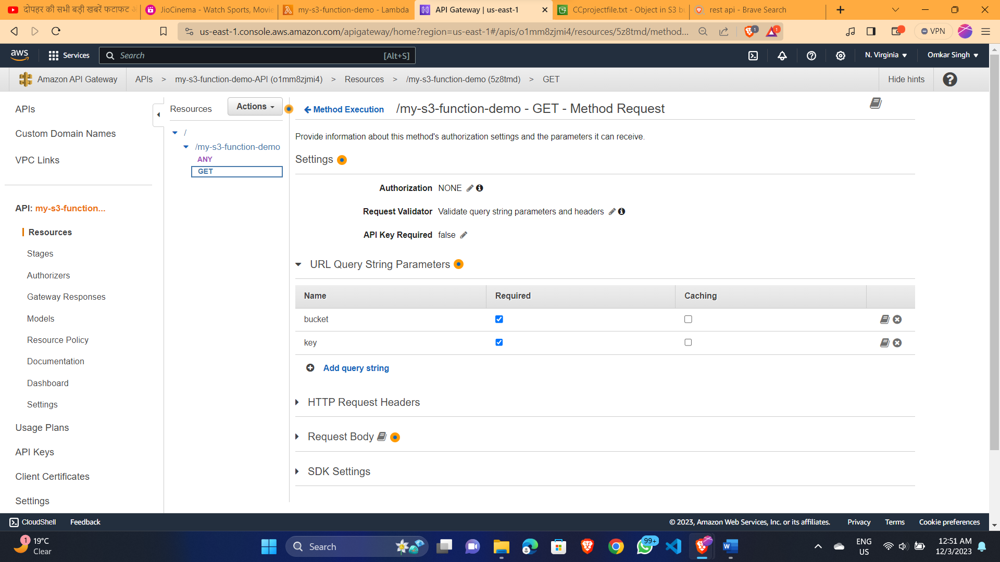 दोपहर की सभी बड़ी खबरें फटाफट
JioCinema - Watch Sports, Movie
my-s3-function-demo - Lambda
API Gateway | us-east-1
CCprojectfile.txt - Object in S3 bu
rest api - Brave Search
us-east-1.console.aws.amazon.com/apigateway/home?region=us-east-1#/apis/o1mm8zjmi4/resources/5z8tmd/method...
1
1
VPN
aws
Services
Search
[Alt+S]
N. Virginia
Omkar Singh
Amazon API Gateway
APIs > my-s3-function-demo-API (o1mm8zjmi4) > Resources > /my-s3-function-demo (5z8tmd) > GET
Hide hints
?
APIs
Custom Domain Names
VPC Links
API: my-s3-function...
Resources
Stages
Authorizers
Gateway Responses
Models
Resource Policy
Documentation
Dashboard
Settings
Usage Plans
API Keys
Client Certificates
Settings
Resources
Actions
/
/my-s3-function-demo
ANY
GET
Method Execution
/my-s3-function-demo - GET - Method Request
Provide information about this method's authorization settings and the parameters it can receive.
Settings
Authorization NONE
Request Validator Validate query string parameters and headers
API Key Required false
URL Query String Parameters
Name Required Caching
bucket
key
Add query string
HTTP Request Headers
Request Body
SDK Settings
CloudShell
Feedback
© 2023, Amazon Web Services, Inc. or its affiliates.
Privacy
Terms
Cookie preferences
1
19°C
Clear
Search
99+
W
ENG
US
12:51 AM
12/3/2023